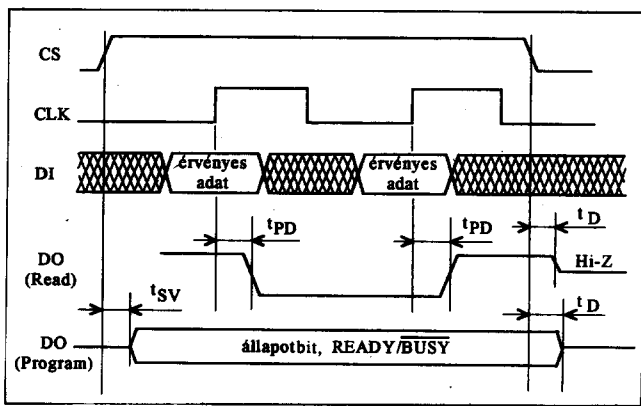 CS
CLK
DI
érvényes adat
érvényes adat
tPD
tPD
tD
DO (Read)
Hi-Z
tSV
tD
DO (Program)
állapotbit, READY/BUSY